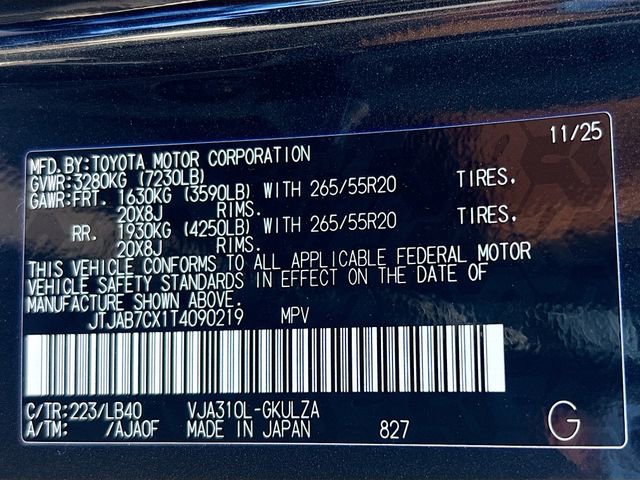 11/25
MFD.BY:TOYOTA MOTOR CORPORATION
GVWR:3280KG (7230LB)
GAWR:FRT. 1630KG (3590LB) WITH 265/55R20 TIRES.
20X8J RIMS.
RR. 1930KG (4250LB) WITH 265/55R20 TIRES.
20X8J RIMS.
THIS VEHICLE CONFORMS TO ALL APPLICABLE FEDERAL MOTOR
VEHICLE SAFETY STANDARDS IN EFFECT ON THE DATE OF
MANUFACTURE SHOWN ABOVE.
JTJAB7CX1T4090219 MPV
C/TR:223/LB40 VJA310L-GKULZA
A/TM: /AJA0F MADE IN JAPAN 827 G